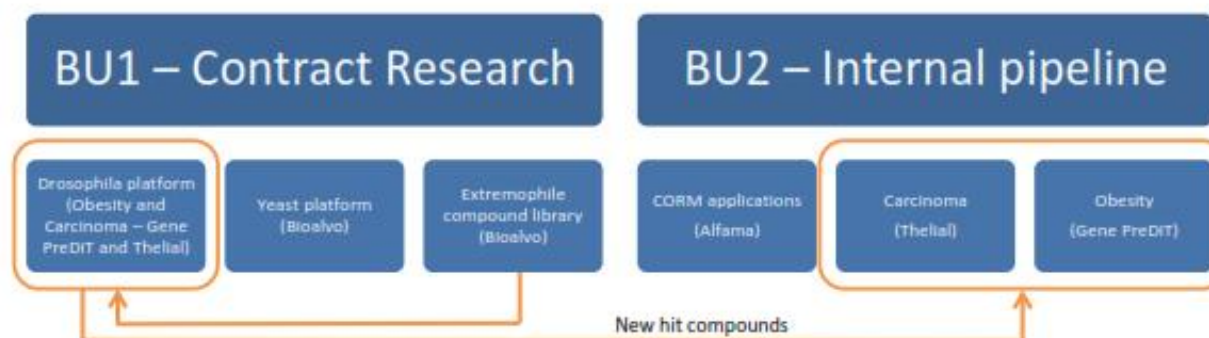 BU1 – Contract Research
BU2 – Internal pipeline
Drosophila platform
(Obesity and
Carcinoma – Gene
PreDIT and Thelial)
Yeast platform
(Bioalvo)
Extremophile
compound library
(Bioalvo)
CORM applications
(Alfama)
Carcinoma
(Thelial)
Obesity
(Gene PreDIT)
New hit compounds